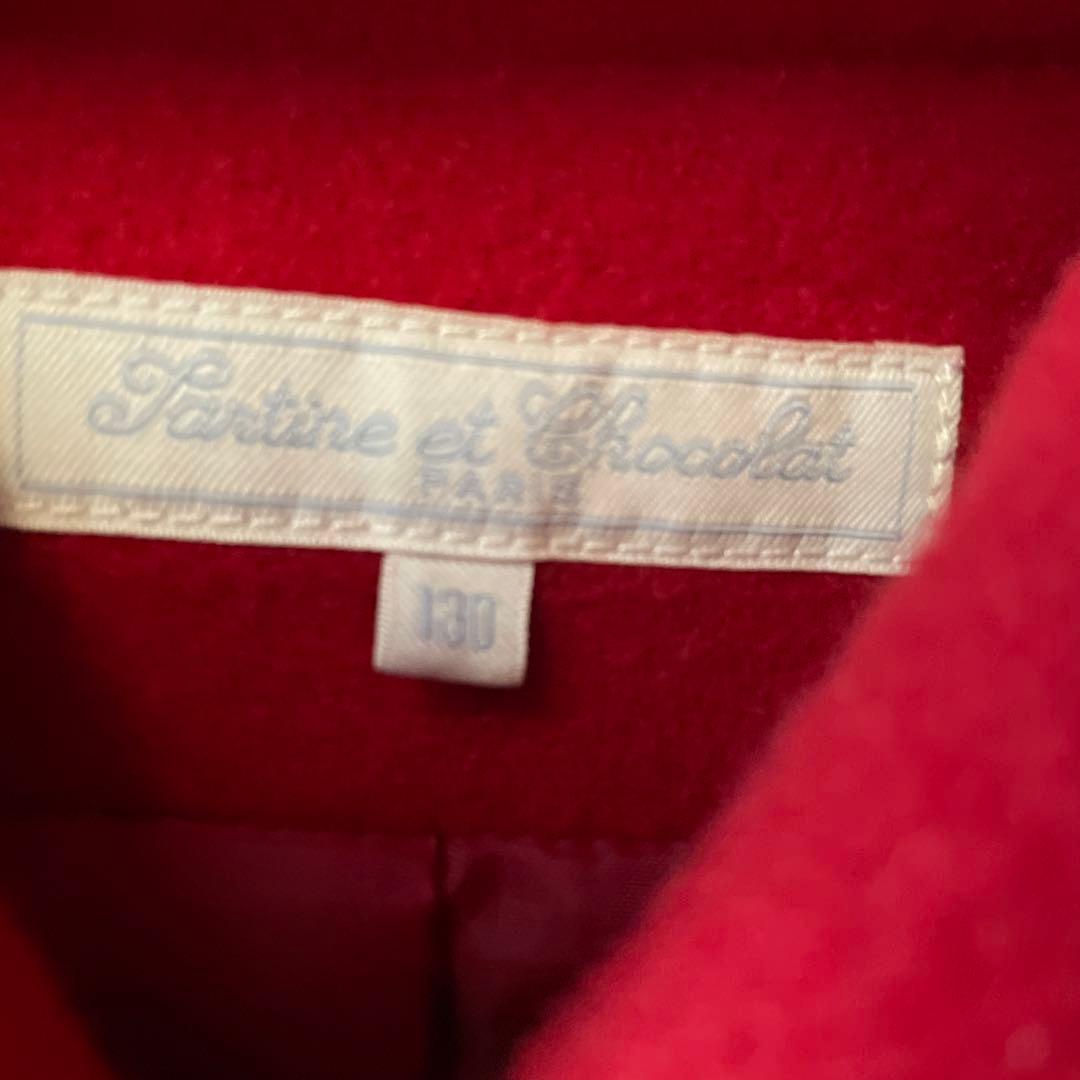 Tartine et Chocolat
PARIS
130